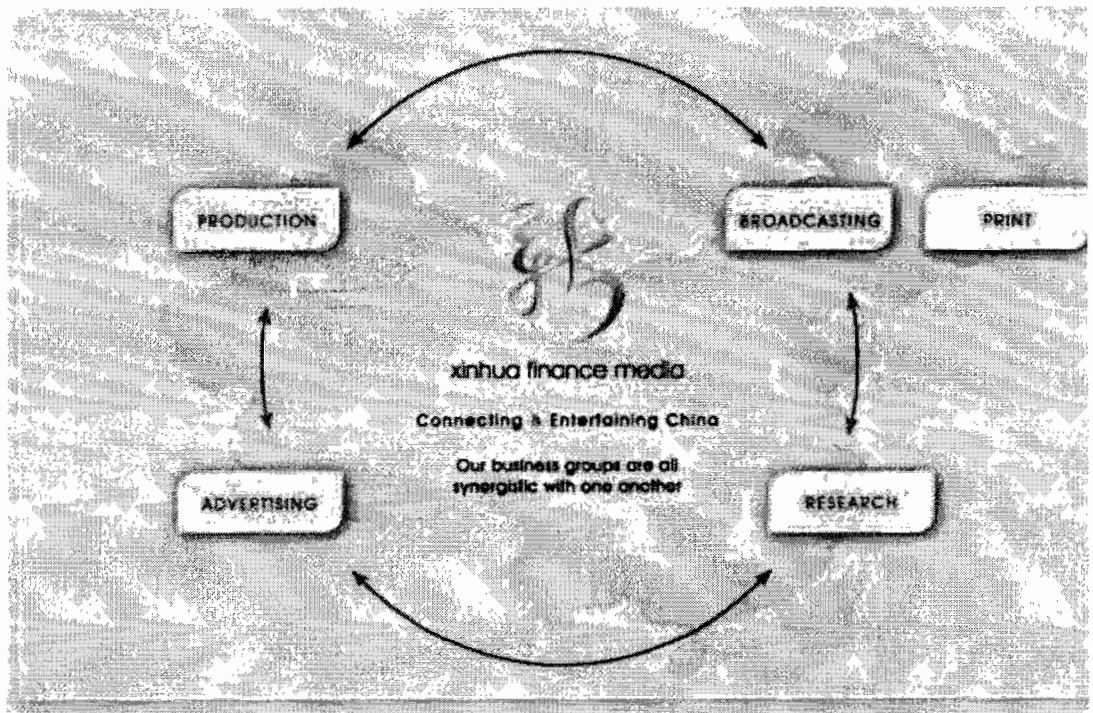 PRODUCTION
BROADCASTING
PRINT
xinhua finance media
Connecting & Entertaining China
Our business groups are all
synergistic with one another
ADVERTISING
RESEARCH